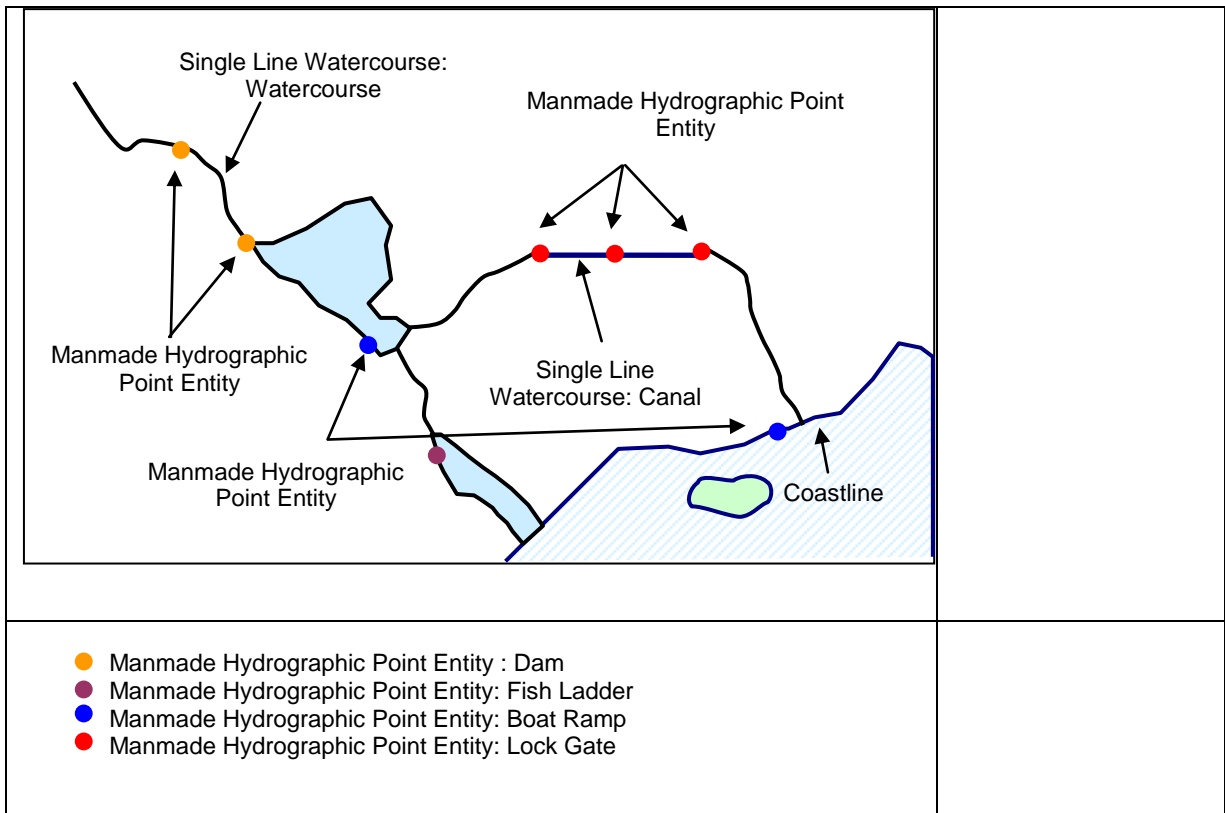 Single Line Watercourse:
Watercourse
Manmade Hydrographic Point
Entity
Manmade Hydrographic
Point Entity
Single Line
Watercourse: Canal
Manmade Hydrographic
Point Entity
Coastline
Manmade Hydrographic Point Entity : Dam
Manmade Hydrographic Point Entity: Fish Ladder
Manmade Hydrographic Point Entity: Boat Ramp
Manmade Hydrographic Point Entity: Lock Gate